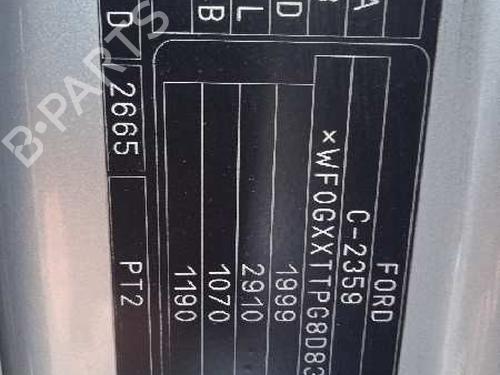 FORD
C-2359
*WF0GXXTTPG8D83
1999
2910
1070
1190
A
D
L
B
D 2665 PT2
B-PARTS